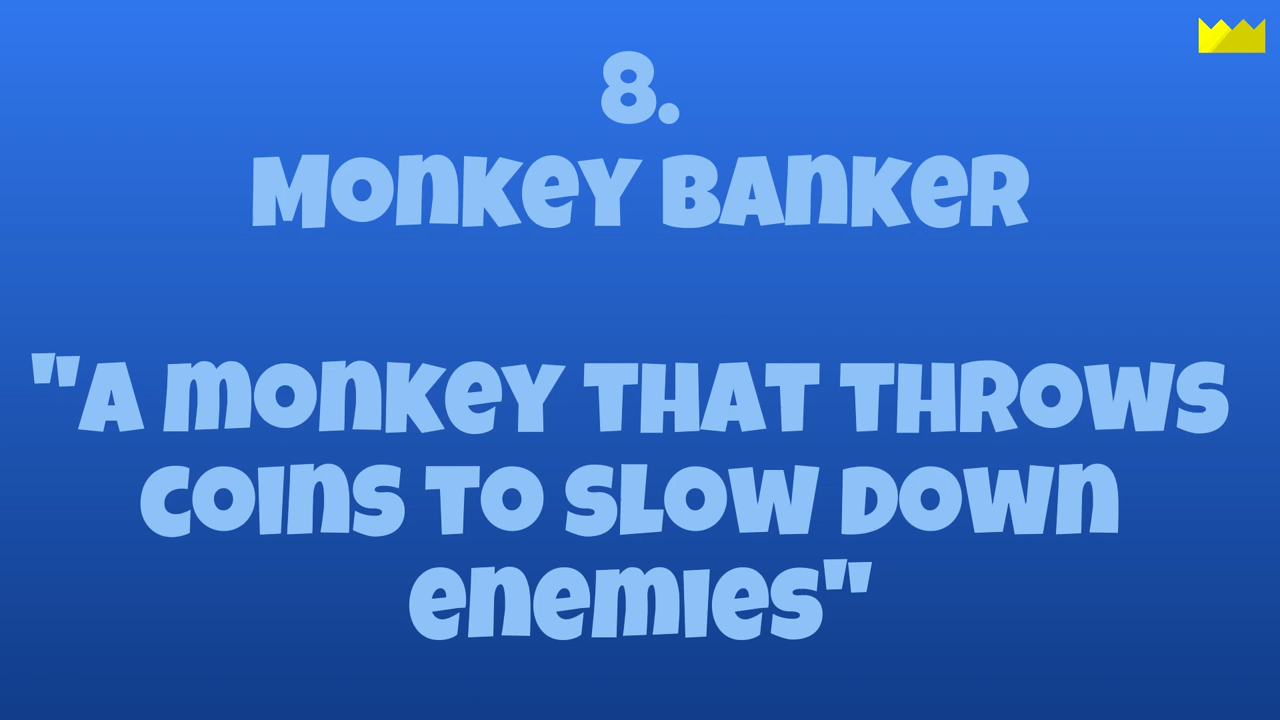 8.
Monkey Banker
"A monkey that throws
coins to slow down
enemies"